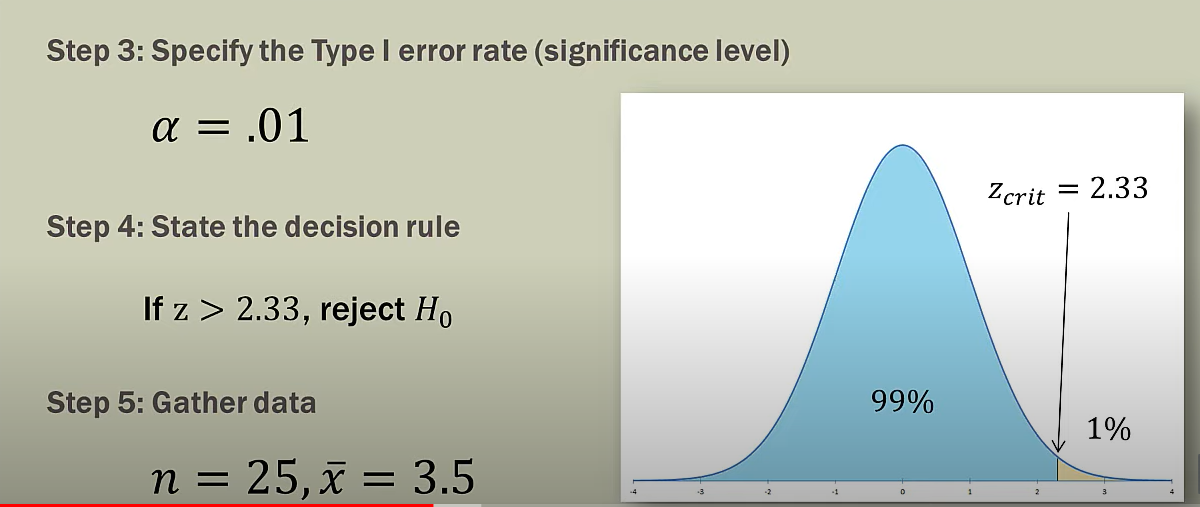 Step 3: Specify the Type I error rate (significance level)
α = .01
Step 4: State the decision rule
If z > 2.33, reject H₀
Step 5: Gather data
n = 25, x̄ = 3.5
z_crit = 2.33
99%
1%
-4 -3 -2 -1 0 1 2 3 4